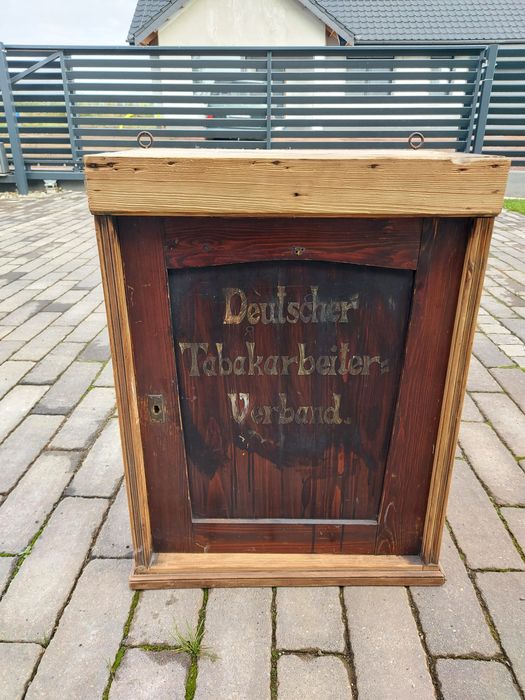 Deutscher
Tabakarbeiter=
Verband.